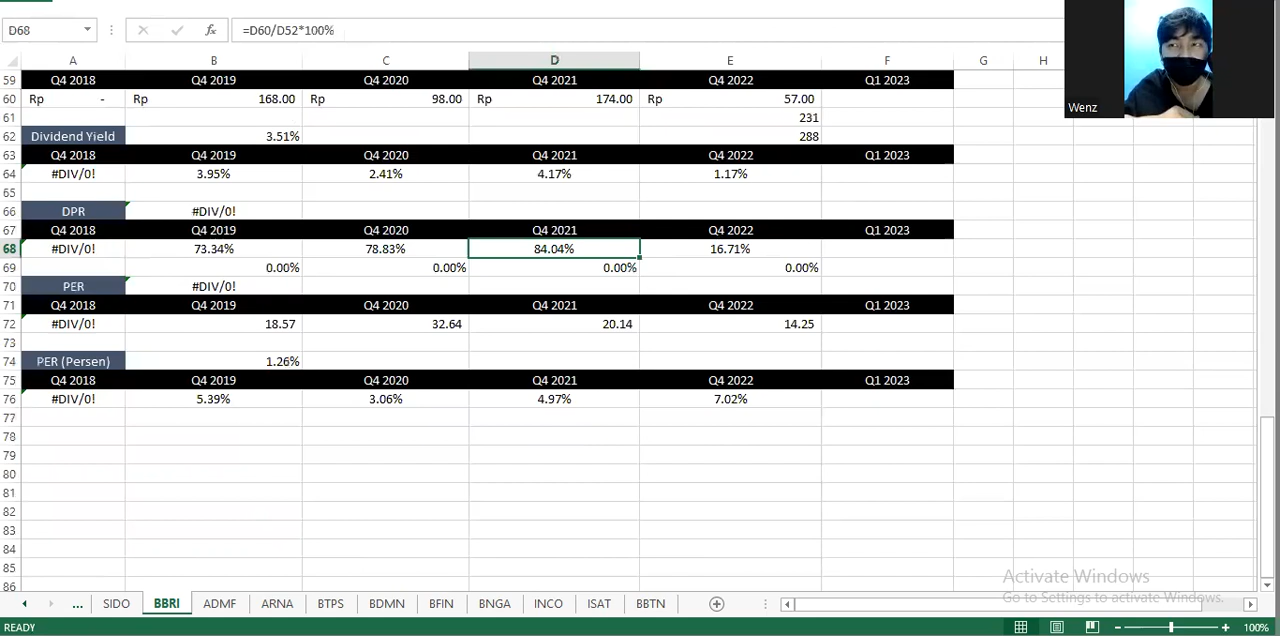 D68 fx =D60/D52*100%
A B C D E F G H
59 Q4 2018 Q4 2019 Q4 2020 Q4 2021 Q4 2022 Q1 2023
60 Rp - Rp 168.00 Rp 98.00 Rp 174.00 Rp 57.00
61 231
62 Dividend Yield 3.51% 288
63 Q4 2018 Q4 2019 Q4 2020 Q4 2021 Q4 2022 Q1 2023
64 #DIV/0! 3.95% 2.41% 4.17% 1.17%
65
66 DPR #DIV/0!
67 Q4 2018 Q4 2019 Q4 2020 Q4 2021 Q4 2022 Q1 2023
68 #DIV/0! 73.34% 78.83% 84.04% 16.71%
69 0.00% 0.00% 0.00% 0.00%
70 PER #DIV/0!
71 Q4 2018 Q4 2019 Q4 2020 Q4 2021 Q4 2022 Q1 2023
72 #DIV/0! 18.57 32.64 20.14 14.25
73
74 PER (Persen) 1.26%
75 Q4 2018 Q4 2019 Q4 2020 Q4 2021 Q4 2022 Q1 2023
76 #DIV/0! 5.39% 3.06% 4.97% 7.02%
77
78
79
80
81
82
83
84
85
86
Wenz
Activate Windows
Go to Settings to activate Windows.
... SIDO BBRI ADMF ARNA BNGA INCO ISAT BBTN
READY 100%